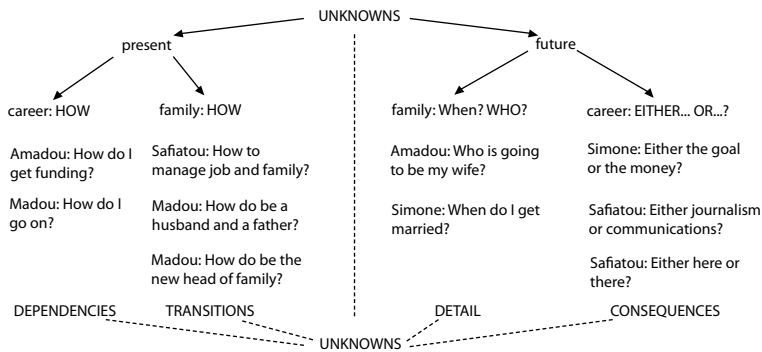 UNKNOWNS
present
future
career: HOW
family: HOW
family: When? WHO?
career: EITHER... OR...?
Amadou: How do I
get funding?
Madou: How do I
go on?
Safiatou: How to
manage job and family?
Madou: How do be a
husband and a father?
Madou: How do be the
new head of family?
Amadou: Who is going
to be my wife?
Simone: When do I get
married?
Simone: Either the goal
or the money?
Safiatou: Either journalism
or communications?
Safiatou: Either here or
there?
DEPENDENCIES
TRANSITIONS
DETAIL
CONSEQUENCES
UNKNOWNS